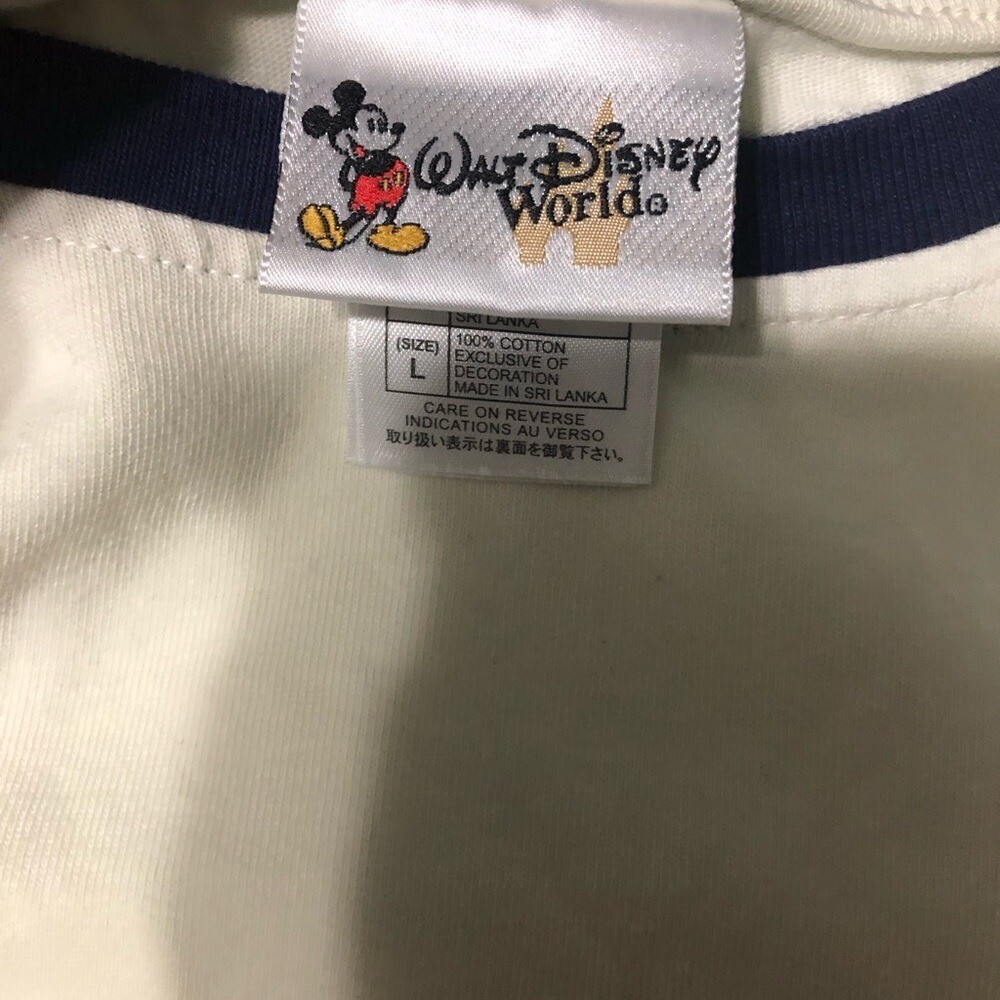 WALT DISNEY
World®
SRI LANKA
(SIZE)
L
100% COTTON
EXCLUSIVE OF
DECORATION
MADE IN SRI LANKA
CARE ON REVERSE
INDICATIONS AU VERSO
取り扱い表示は裏面を御覧下さい。